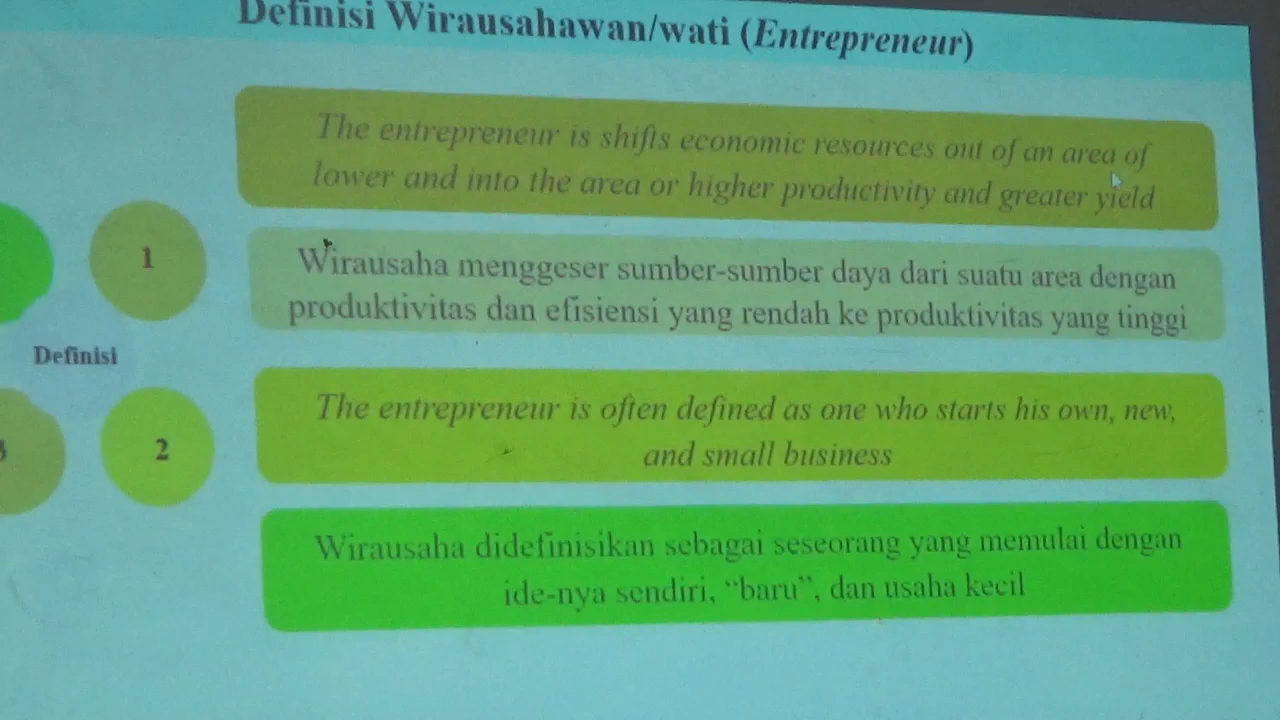 Definisi Wirausahawan/wati (Entrepreneur)
The entrepreneur is shifts economic resources out of an area of
lower and into the area or higher productivity and greater yield
1
Wirausaha menggeser sumber-sumber daya dari suatu area dengan
produktivitas dan efisiensi yang rendah ke produktivitas yang tinggi
Definisi
The entrepreneur is often defined as one who starts his own, new,
and small business
3
2
Wirausaha didefinisikan sebagai seseorang yang memulai dengan
ide-nya sendiri, “baru”, dan usaha kecil